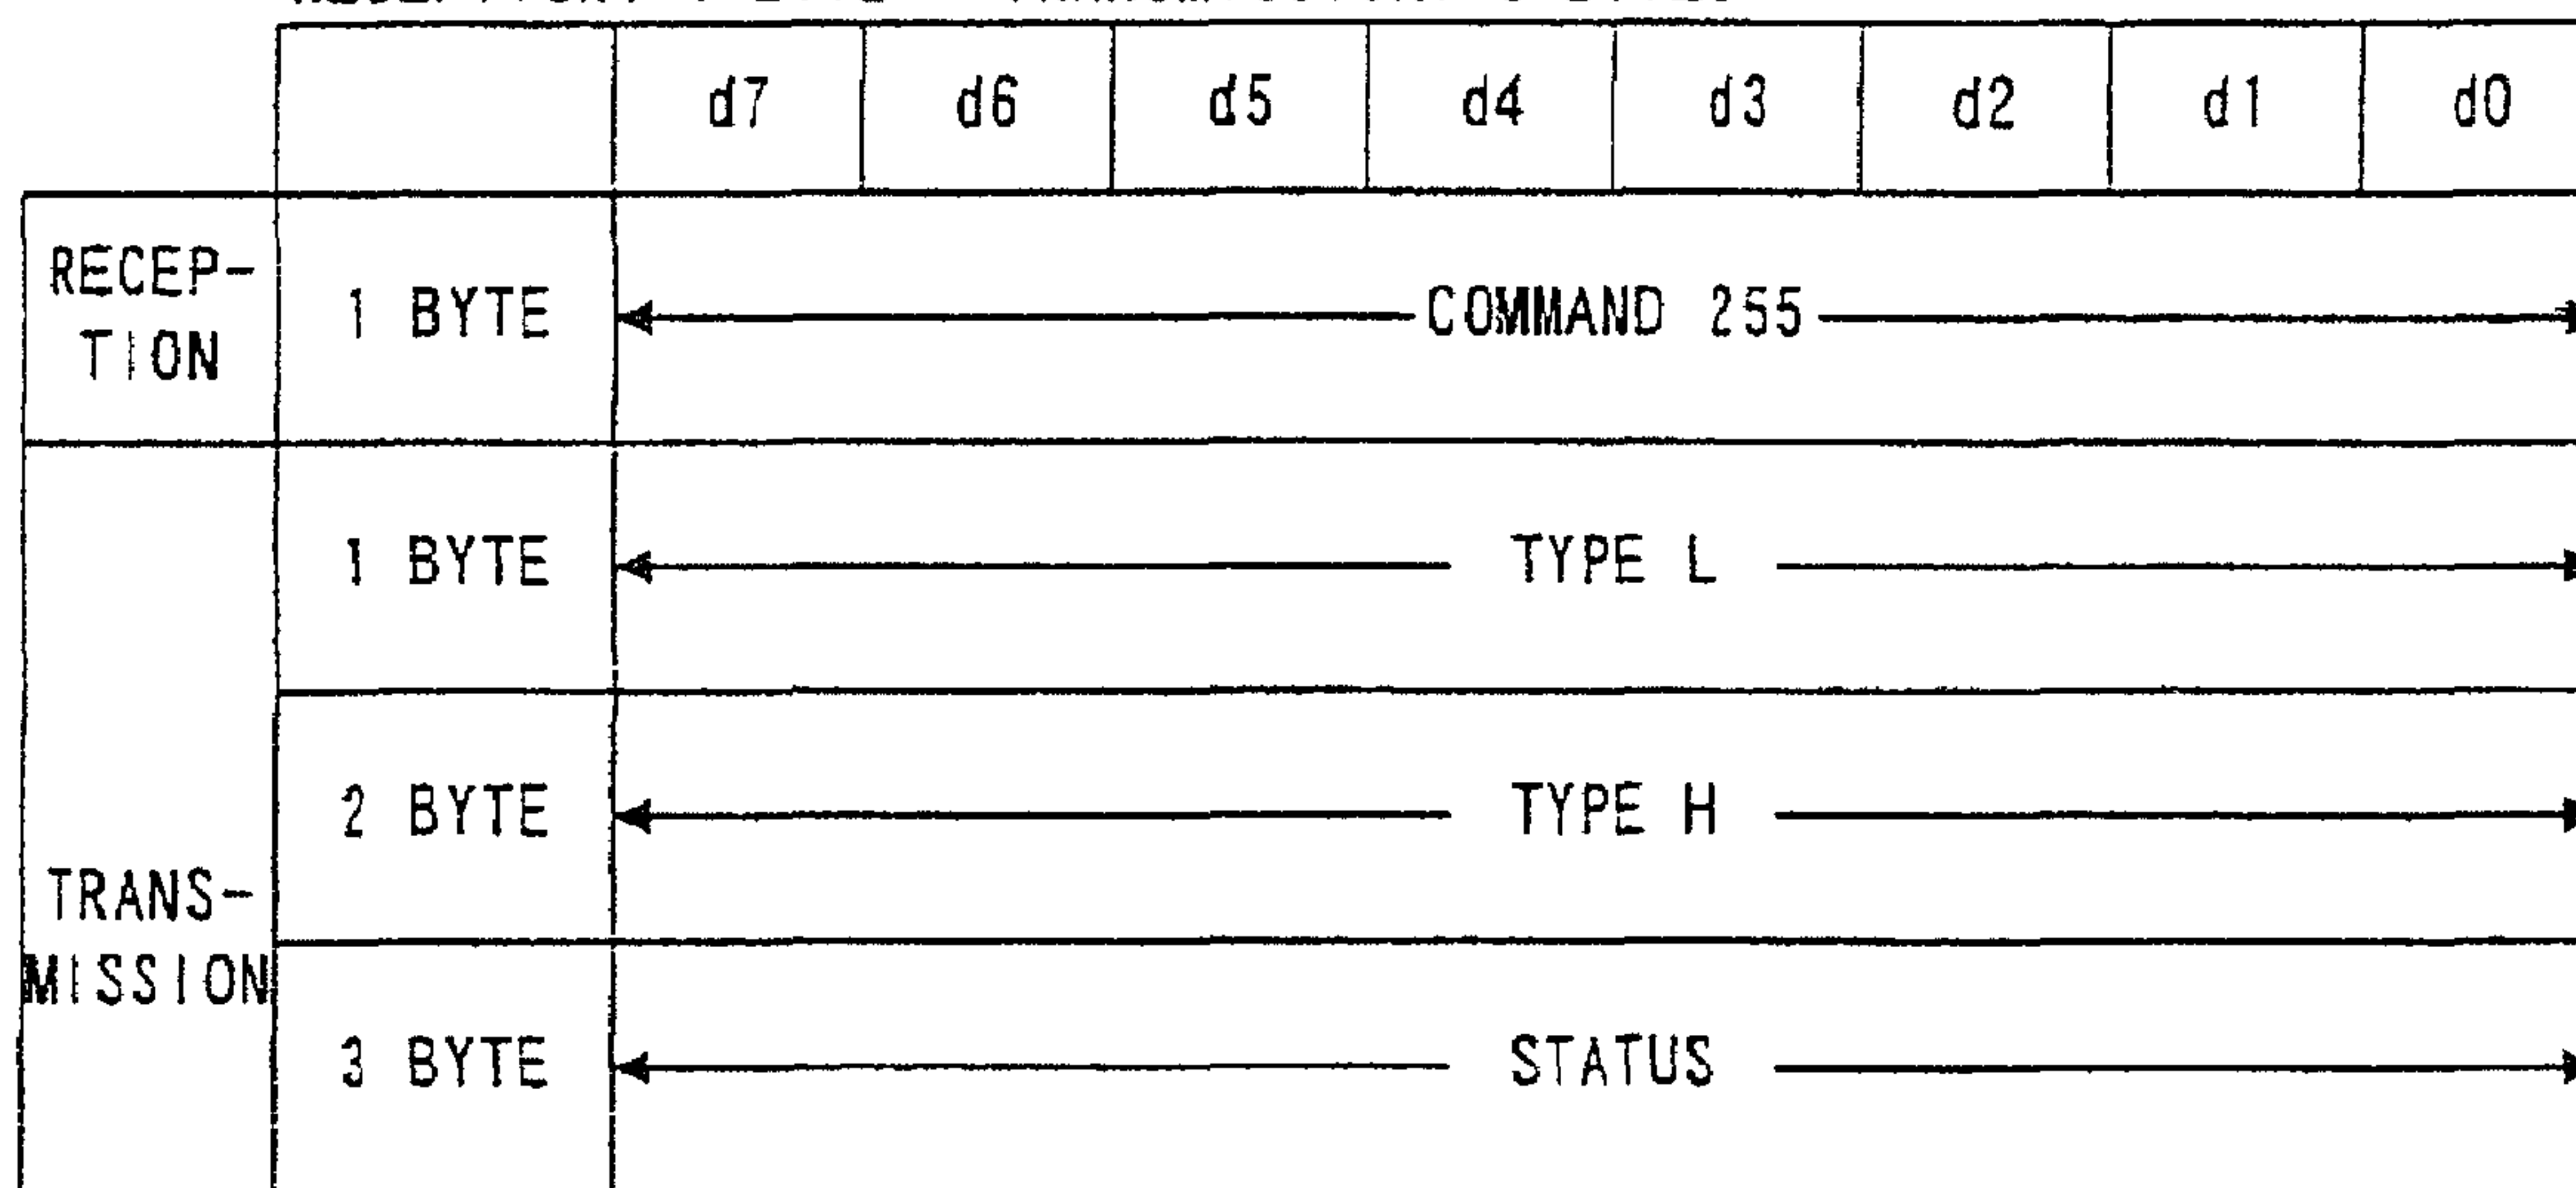 d7 d6 d5 d4 d3 d2 d1 d0
RECEP-
TION
1 BYTE
COMMAND 255
1 BYTE
TYPE L
2 BYTE
TYPE H
TRANS-
MISSION
3 BYTE
STATUS